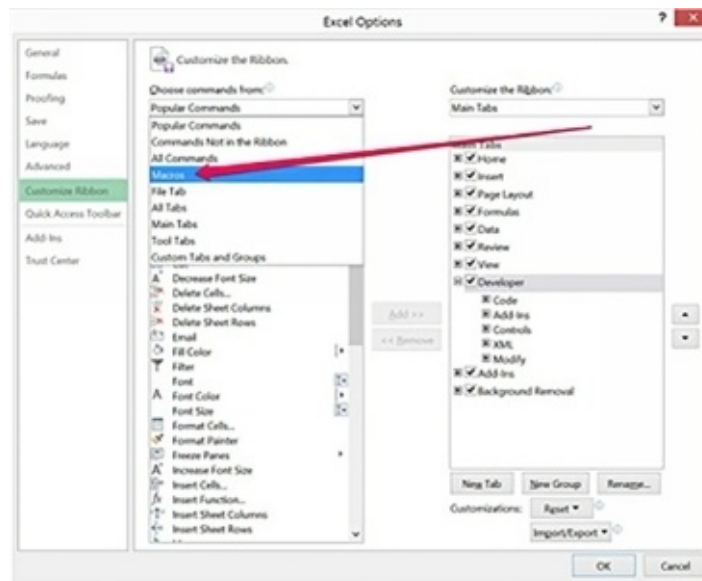 Excel Options
?
General
Formulas
Proofing
Save
Language
Advanced
Customize Ribbon
Quick Access Toolbar
Add-Ins
Trust Center
Customize the Ribbon.
Choose commands from:
Popular Commands
Popular Commands
Commands Not in the Ribbon
All Commands
Macros
File Tab
All Tabs
Main Tabs
Tool Tabs
Custom Tabs and Groups
Cut
Decrease Font Size
Delete Cells...
Delete Sheet Columns
Delete Sheet Rows
Email
Fill Color
Filter
Font
Font Color
Font Size
Format Cells...
Format Painter
Freeze Panes
Increase Font Size
Insert Cells...
Insert Function...
Insert Sheet Columns
Insert Sheet Rows
Add >>
<< Remove
Customize the Ribbon:
Main Tabs
Main Tabs
Home
Insert
Page Layout
Formulas
Data
Review
View
Developer
Code
Add-Ins
Controls
XML
Modify
Add-Ins
Background Removal
New Tab
New Group
Rename...
Customizations:
Reset
Import/Export
OK
Cancel